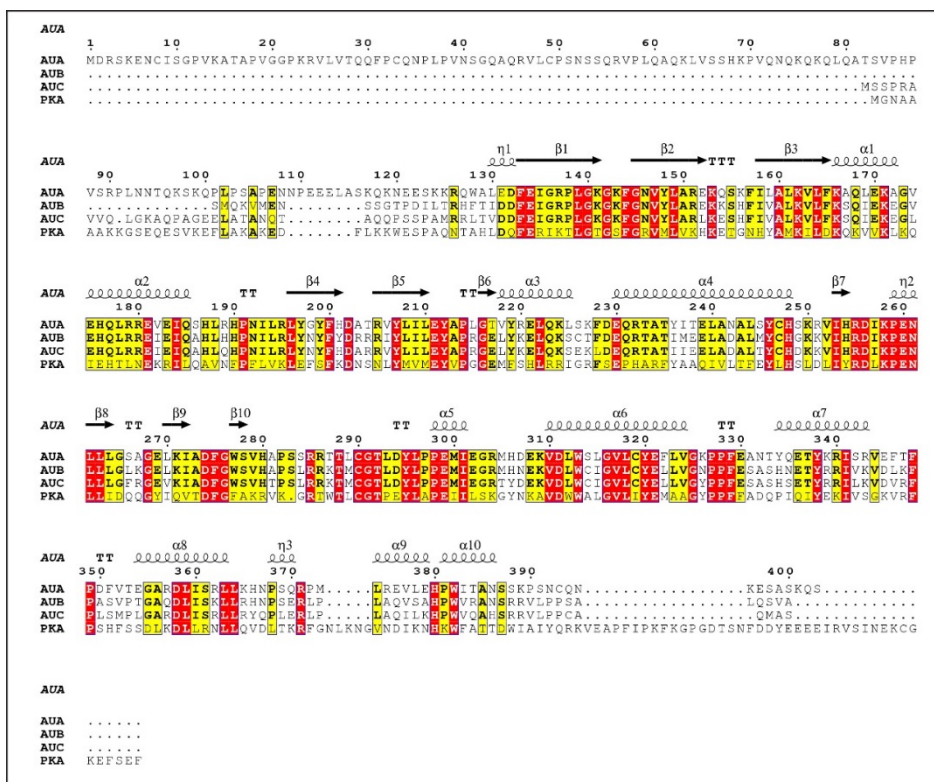 AUA
1 10 20 30 40 50 60 70 80
AUA MDRSKENCISGPVKATAPVGGPKRVLVTQQFPCQNPLPVNSGQAQRVLCPSNSSQRVPLQAQKLVSSHKPVQNQKQKQLQATSVPHP
AUB .......................................................................................
AUC .................................................................................MSSPRA
PKA ..................................................................................MGNAA
η1 β1 β2 TTT β3 α1
AUA
90 100 110 120 130 140 150 160 170
AUA VSRPLNNTQKSKQPLPSAPENNPEEELASKQKNEESKKRQWALEDFEIGRPLGKGKFGNVYLAREKQSKFILALKVLFKAQLEKAGV
AUB .............SMQKVMEN.......SSGTPDILTRHFTIDDFEIGRPLGKGKFGNVYLAREKKSHFIVALKVLFKSQIEKEGV
AUC VVQ.LGKAQPAGEELATANQT.......AQQPSSPAMRRLTVDDFEIGRPLGKGKFGNVYLARLKESHFIVALKVLFKSQIEKEGL
PKA AAKKGSEQESVKEFLAKAKED.......FLKKWESPAQNTAHLDQFERIKTLGTGSFGRVMLVKHKETGNHYAMKILDKQKVVKLKQ
α2 TT β4 β5 TT β6 α3 α4 β7 η2
AUA
180 190 200 210 220 230 240 250 260
AUA EHQLRREVEIQSHLRHPNILRLYGYFHDATRVYLILEYAPLGTVYRELQKLSKFDEQRTATYITELANALSYCHSKRVIHRDIKPEN
AUB EHQLRREIEIQAHLHHPNILRLYNYFYDRRRIYLILEYAPRGELYKELQKSCTFDEQRTATIMEELADALMYCHGKKVIHRDIKPEN
AUC EHQLRREIEIQAHLQHPNILRLYNYFHDARRVYLILEYAPRGELYKELQKSEKLDEQRTATIIEELADALTYCHDKKVIHRDIKPEN
PKA IEHTLNEKRILQAVNFPFLVKLEFSFKDNSNLYMVMEYVPGGEMFSHLRRIGRFSEPHARFYAAQIVLTFEYLHSLDLIYRDLKPEN
β8 TT β9 β10 TT α5 α6 TT α7
AUA
270 280 290 300 310 320 330 340
AUA LLLGSAGELKIADFGWSVHAPSSRRTTLCGTLDYLPPEMIEGRMHDEKVDLWSLGVLCYEFLVGKPPFEANTYQETYKRISRVEFTF
AUB LLLGLKGELKIADFGWSVHAPSLRRKTMCGTLDYLPPEMIEGRMHNEKVDLWCIGVLCYELLVGNPPFESASHNETYRRIVKVDLKF
AUC LLLGFRGEVKIADFGWSVHTPSLRRKTMCGTLDYLPPEMIEGRTYDEKVDLWCIGVLCYELLVGYPPFESASHSETYRRILKVDVRF
PKA LLIDQQGYIQVTDFGFAKRVK.GRTWTLCGTPEYLAPEIILSKGYNKAVDWWALGVLIYEMAAGYPPFFADQPIQIYEKIVSGKVRF
TT α8 η3 α9 α10
AUA
350 360 370 380 390 400
AUA PDFVTEGARDLISRLLKHNPSQRPM.....LREVLEHPWITANSSKPSNCQN.................KESASKQS..........
AUB PASVPTGAQDLISKLLRHNPSERLP.....LAQVSAHPWVRANSRRVLPPSA.................LQSVA.............
AUC PLSMPLGARDLISRLLRYQPLERLP.....LAQILKHPWVQAHSRRVLPPCA.................QMAS..............
PKA PSHFSSDLKDLLRNLLQVDLTKRFGNLKNGVNDIKNHKWFATTDWIAIYQRKVEAPFIPKFKGPGDTSNFDDYEEEEIRVSINEKCG
AUA
AUA ......
AUB ......
AUC ......
PKA KEFSEF